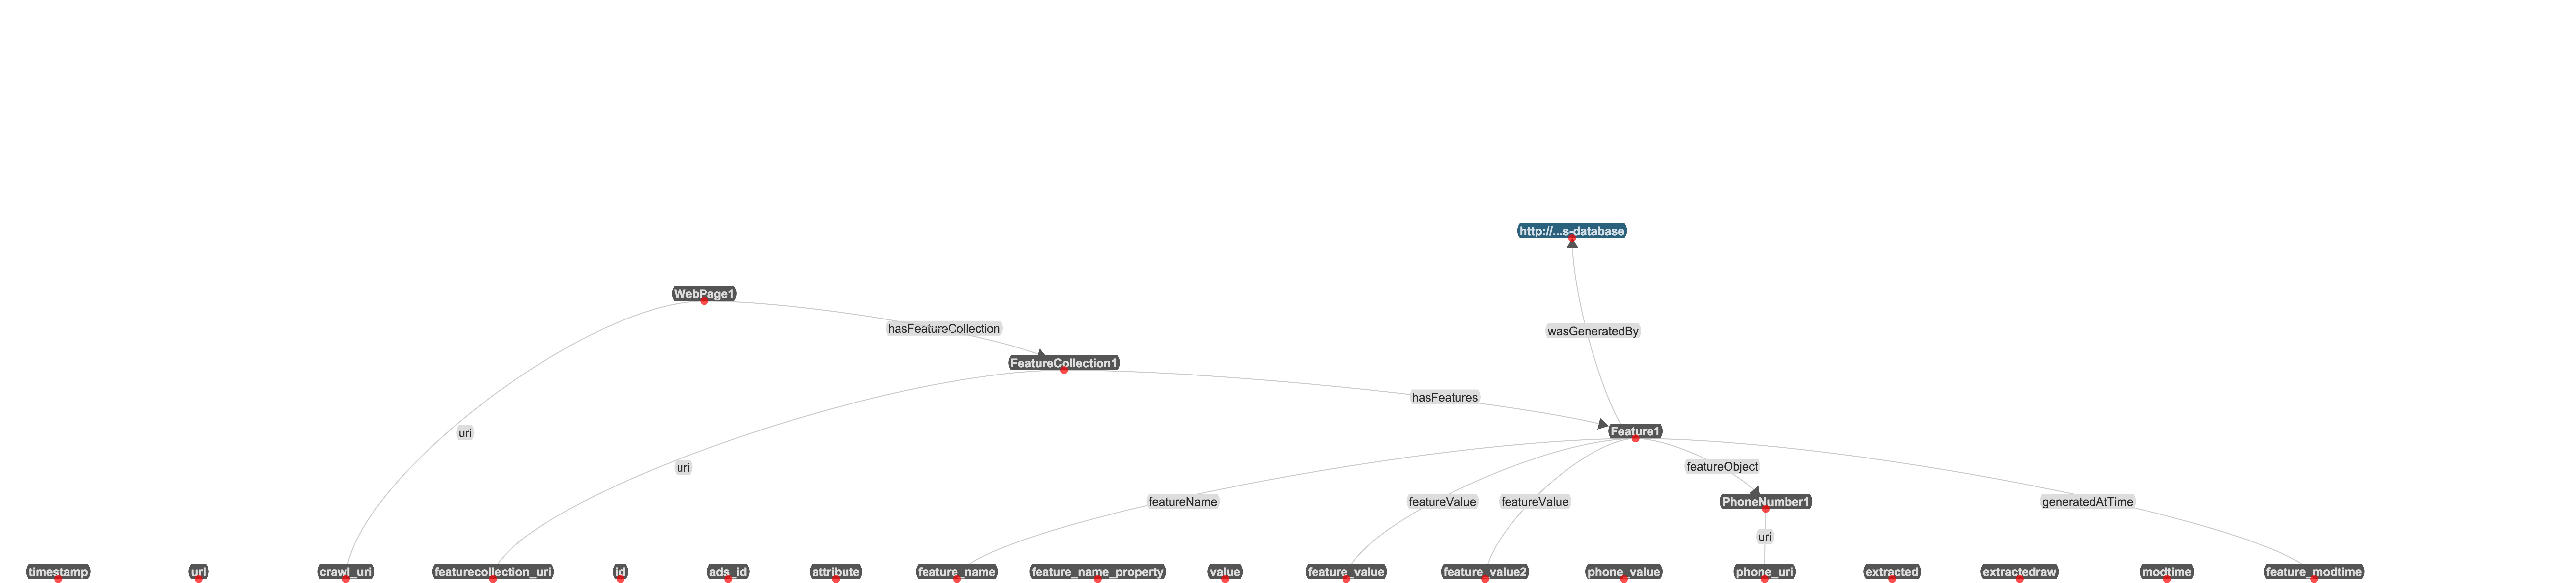 http://...s-database
WebPage1
hasFeatureCollection
wasGeneratedBy
FeatureCollection1
hasFeatures
Feature1
uri
uri
featureObject
featureName
featureValue
featureValue
PhoneNumber1
generatedAtTime
uri
timestamp
url
crawl_uri
featurecollection_uri
id
ads_id
attribute
feature_name
feature_name_property
value
feature_value
feature_value2
phone_value
phone_uri
extracted
extractedraw
modtime
feature_modtime